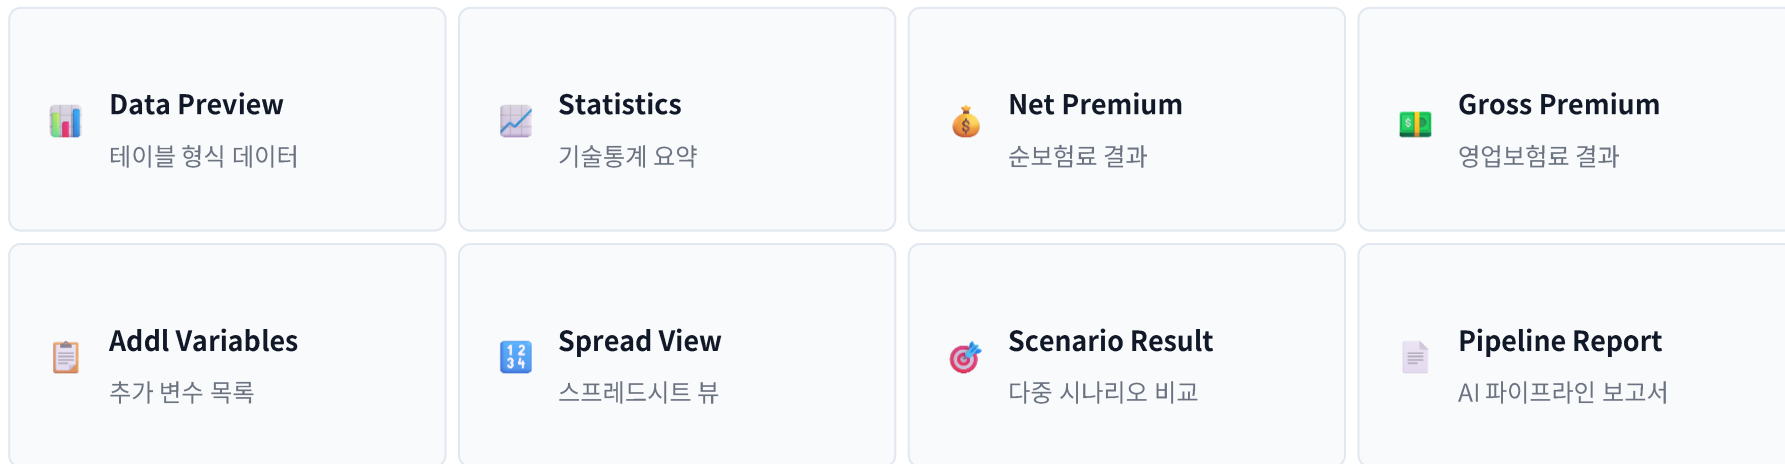 Data Preview
테이블 형식 데이터
Statistics
기술통계 요약
Net Premium
순보험료 결과
Gross Premium
영업보험료 결과
Addl Variables
추가 변수 목록
Spread View
스프레드시트 뷰
Scenario Result
다중 시나리오 비교
Pipeline Report
AI 파이프라인 보고서